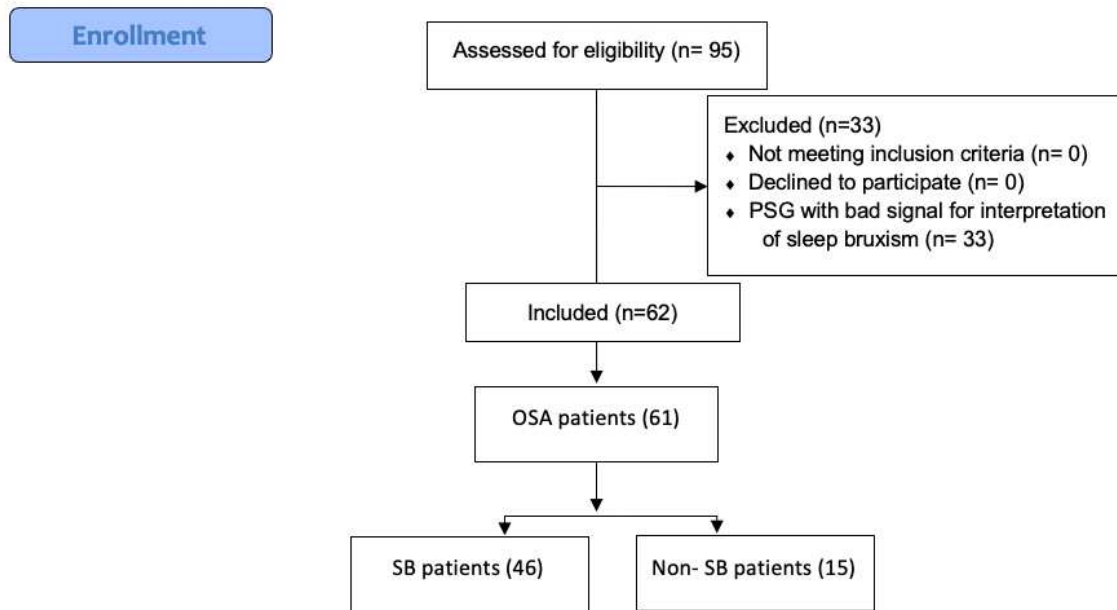 Enrollment
Assessed for eligibility (n= 95)
Excluded (n=33)
♦ Not meeting inclusion criteria (n= 0)
♦ Declined to participate (n= 0)
♦ PSG with bad signal for interpretation
of sleep bruxism (n= 33)
Included (n=62)
OSA patients (61)
SB patients (46)
Non- SB patients (15)